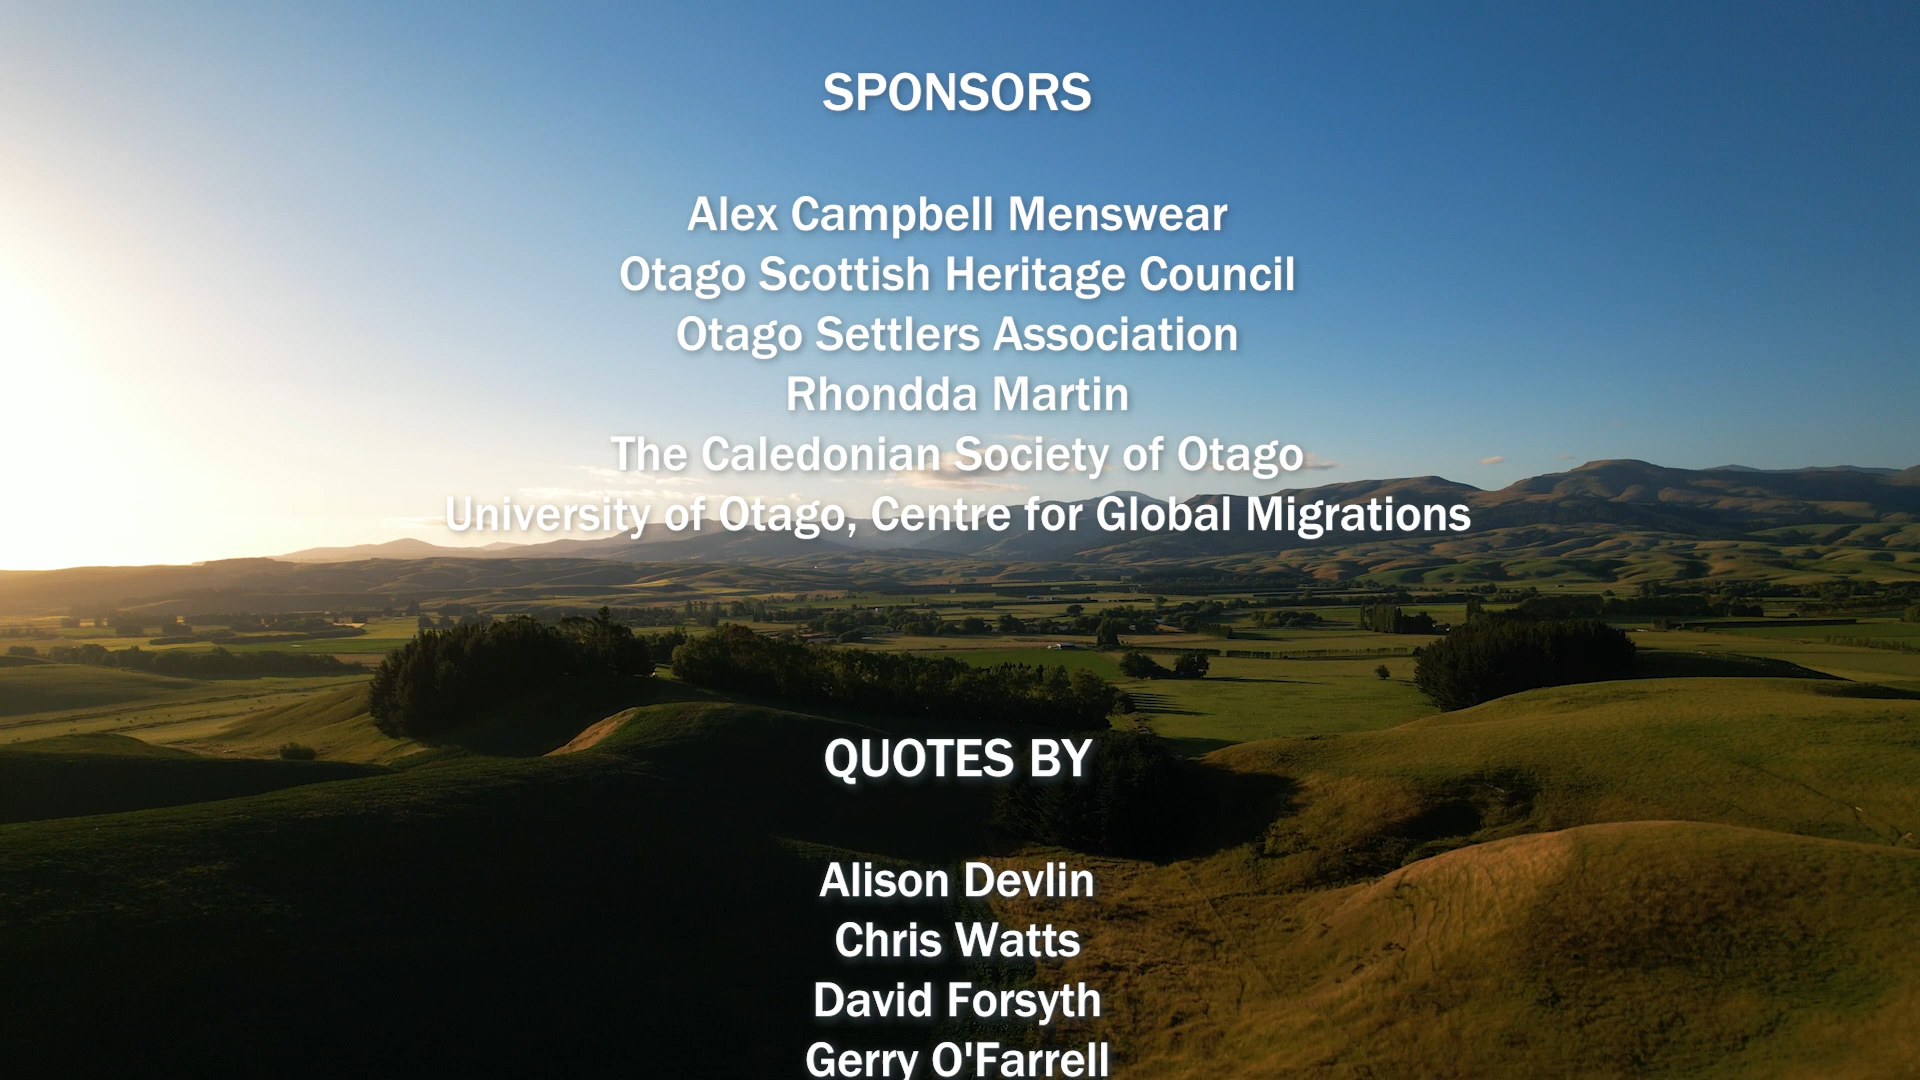 SPONSORS
Alex Campbell Menswear
Otago Scottish Heritage Council
Otago Settlers Association
Rhondda Martin
The Caledonian Society of Otago
University of Otago, Centre for Global Migrations
QUOTES BY
Alison Devlin
Chris Watts
David Forsyth
Gerry O'Farrell